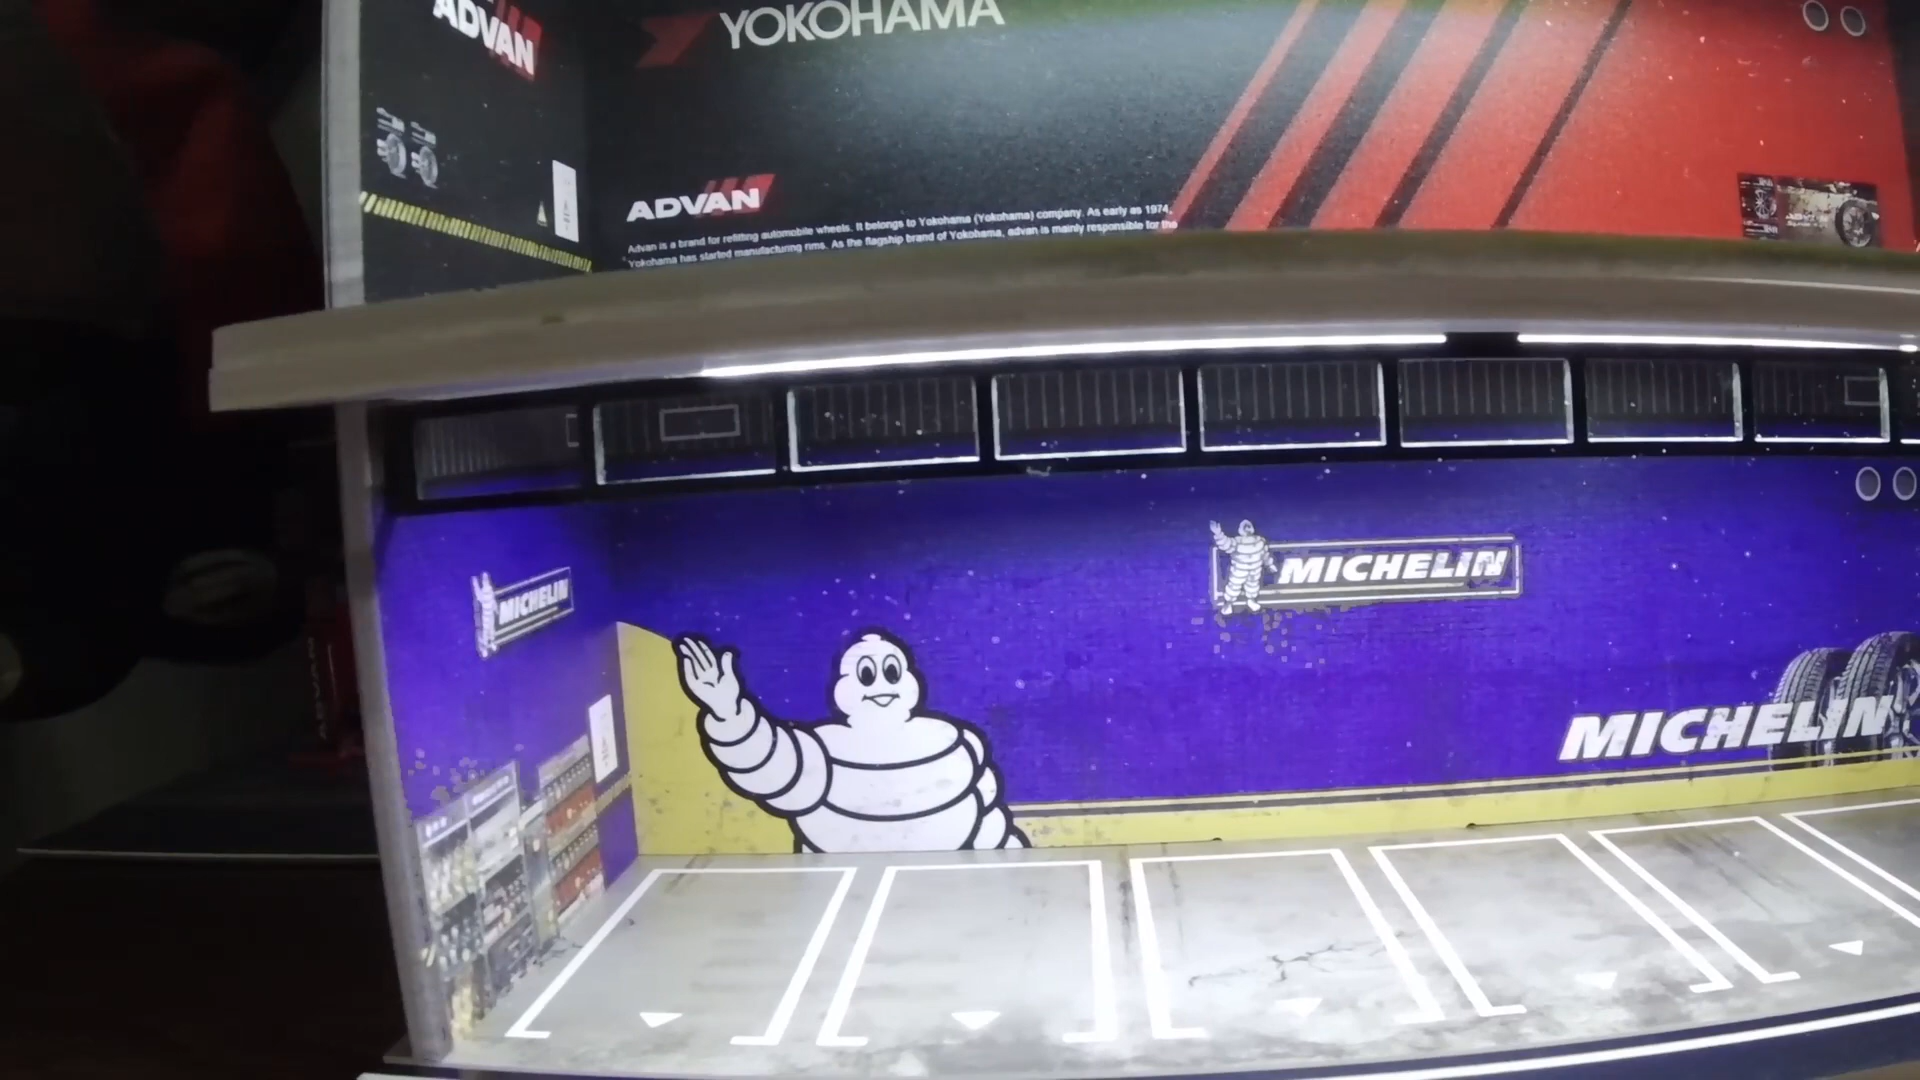 ADVAN
YOKOHAMA
ADVAN
Advan is a brand for refitting automobile wheels. It belongs to Yokohama (Yokohama) company. As early as 1974,
Yokohama has started manufacturing rims. As the flagship brand of Yokohama, advan is mainly responsible for the
MICHELIN
MICHELIN
MICHELIN